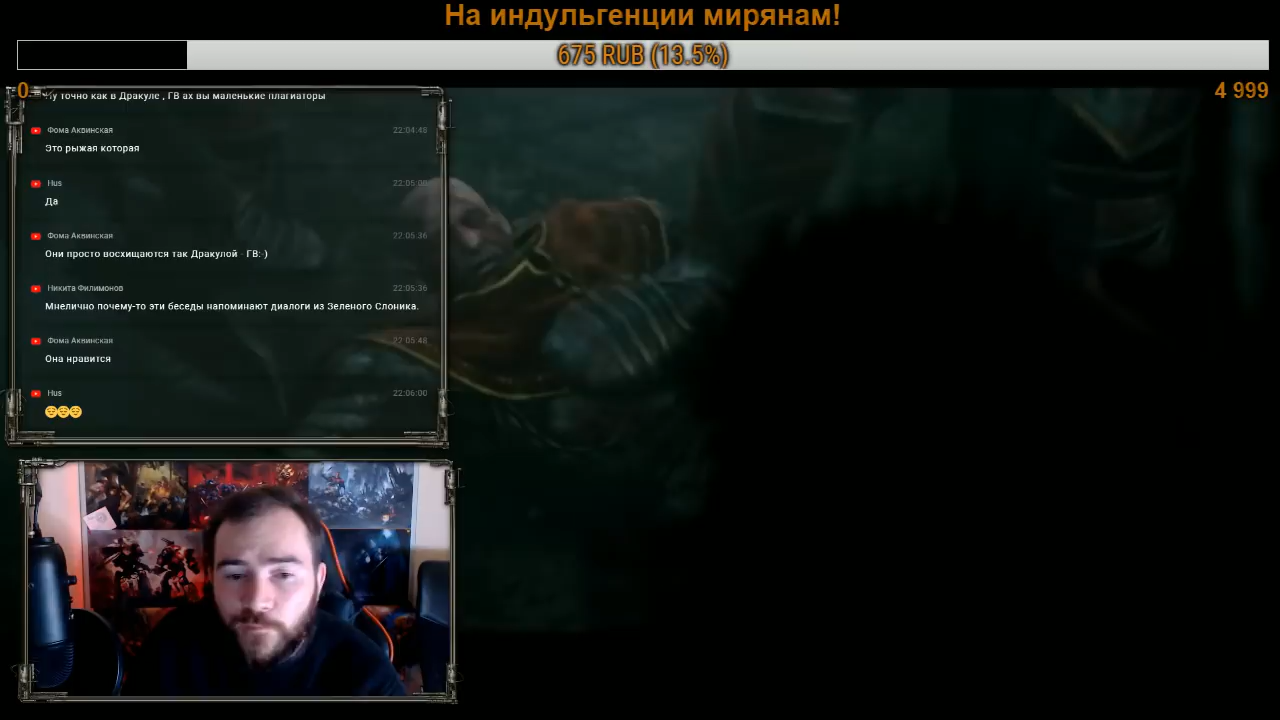 На индульгенции мирянам!
675 RUB (13.5%)
0
4 999
Ну точно как в Дракуле , ГВ ах вы маленькие плагиаторы
Фома Аквинская 22:04:48
Это рыжая которая
Hus 22:05:06
Да
Фома Аквинская 22:05:36
Они просто восхищаются так Дракулой - ГВ:-)
Никита Филимонов 22:05:36
Мнелично почему-то эти беседы напоминают диалоги из Зеленого Слоника.
Фома Аквинская 22:05:48
Она нравится
Hus 22:06:00
😌😌😌